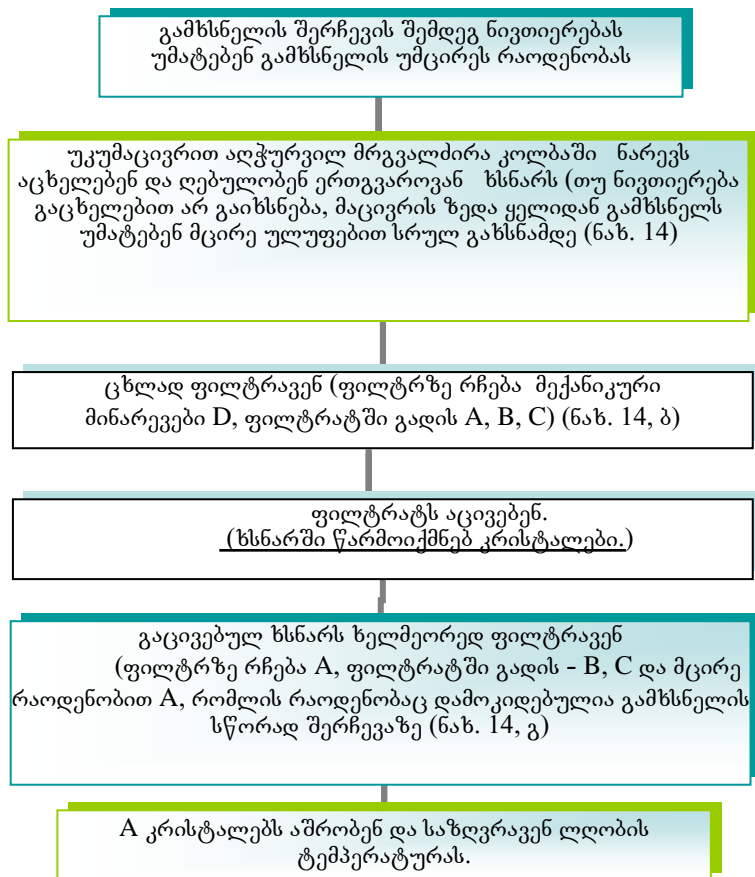 გამხსნელის შერჩევის შემდეგ ნივთიერებას
უმატებენ გამხსნელის უმცირეს რაოდენობას
უკუმაცივრით აღჭურვილ მრგვალძირა კოლბაში ნარევს
აცხელებენ და ღებულობენ ერთგვაროვან ხსნარს (თუ ნივთიერება
გაცხელებით არ გაიხსნება, მაცივრის ზედა ყელიდან გამხსნელს
უმატებენ მცირე ულუფებით სრულ გახსნამდე (ნახ. 14)
ცხლად ფილტრავენ (ფილტრზე რჩება მექანიკური
მინარევები D, ფილტრატში გადის A, B, C) (ნახ. 14, ბ)
ფილტრატს აცივებენ.
(ხსნარში წარმოიქმნებ კრისტალები.)
გაცივებულ ხსნარს ხელმეორედ ფილტრავენ
(ფილტრზე რჩება A, ფილტრატში გადის - B, C და მცირე
რაოდენობით A, რომლის რაოდენობაც დამოკიდებულია გამხსნელის
სწორად შერჩევაზე (ნახ. 14, გ)
A კრისტალებს აშრობენ და საზღვრავენ ლღობის
ტემპერატურას.